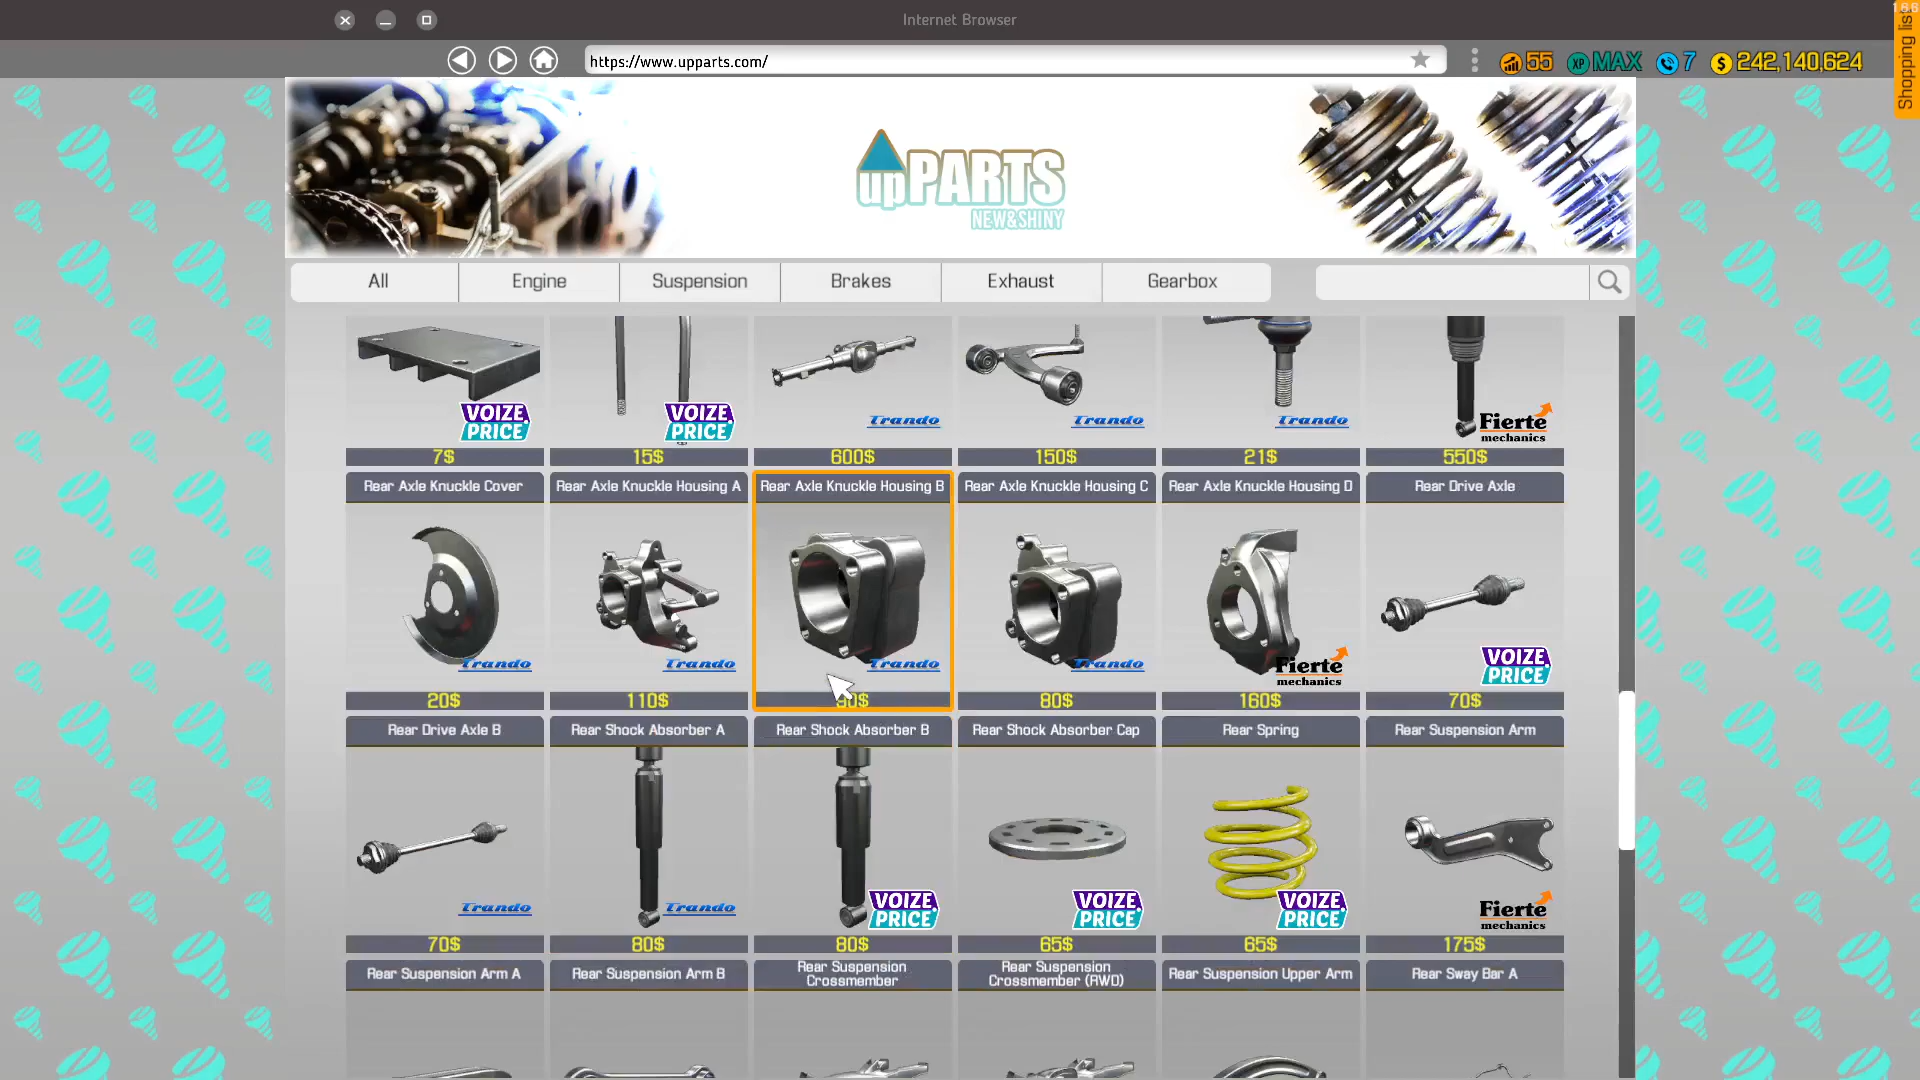 Internet Browser
https://www.upparts.com/
55
XP MAX
7
$ 242,140,624
Shopping list
upPARTS
NEW&SHINY
All
Engine
Suspension
Brakes
Exhaust
Gearbox
VOIZE PRICE
VOIZE PRICE
Trando
Trando
Trando
Fierte mechanics
7$
15$
600$
150$
21$
550$
Rear Axle Knuckle Cover
Rear Axle Knuckle Housing A
Rear Axle Knuckle Housing B
Rear Axle Knuckle Housing C
Rear Axle Knuckle Housing D
Rear Drive Axle
Trando
Trando
Trando
Trando
Fierte mechanics
VOIZE PRICE
20$
110$
80$
160$
70$
Rear Drive Axle B
Rear Shock Absorber A
Rear Shock Absorber B
Rear Shock Absorber Cap
Rear Spring
Rear Suspension Arm
Trando
Trando
VOIZE PRICE
VOIZE PRICE
VOIZE PRICE
Fierte mechanics
70$
80$
80$
65$
65$
175$
Rear Suspension Arm A
Rear Suspension Arm B
Rear Suspension
Crossmember
Rear Suspension
Crossmember (RWD)
Rear Suspension Upper Arm
Rear Sway Bar A